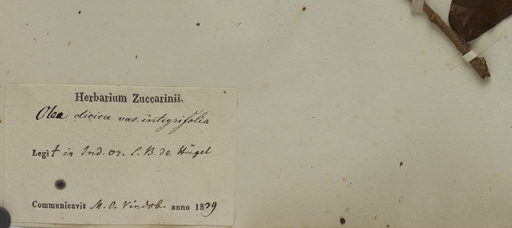 Herbarium Zuccarinii.
Olea dioica var. integrifolia
Legit in Ind. or. l. B. de Hügel
Communicavit M. C. Vindob. anno 1839